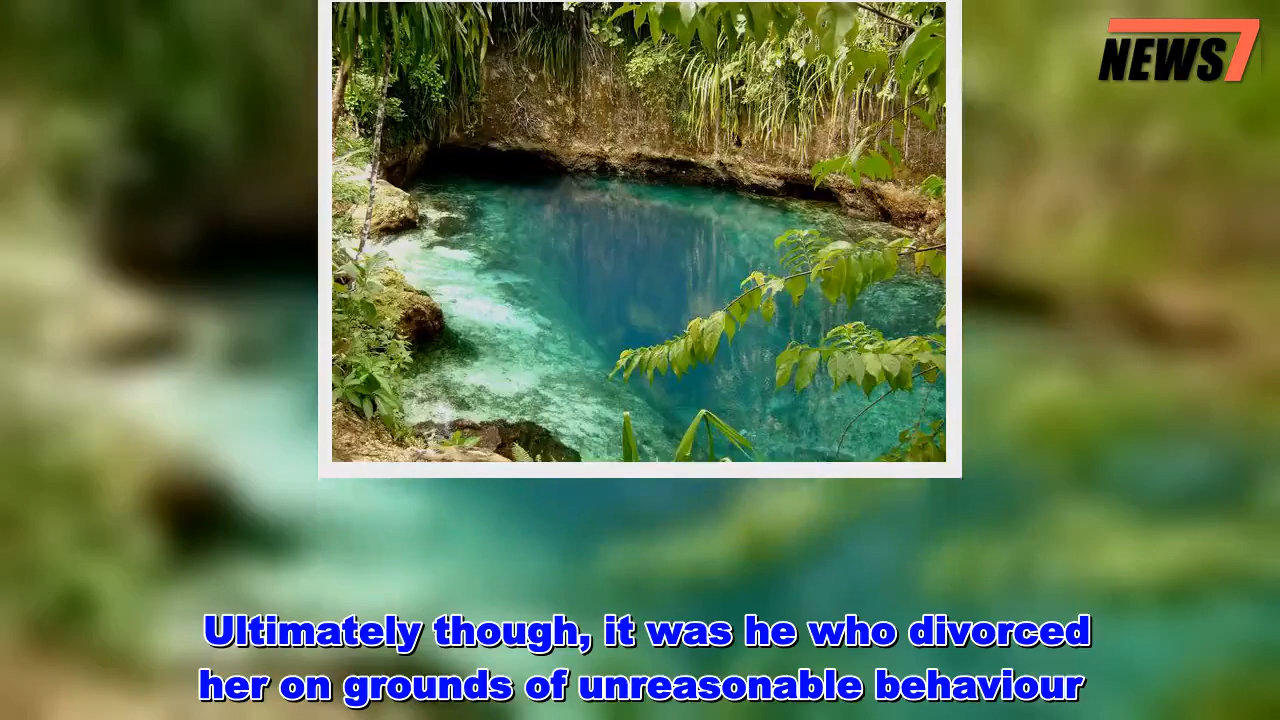 NEWS7
Ultimately though, it was he who divorced
her on grounds of unreasonable behaviour